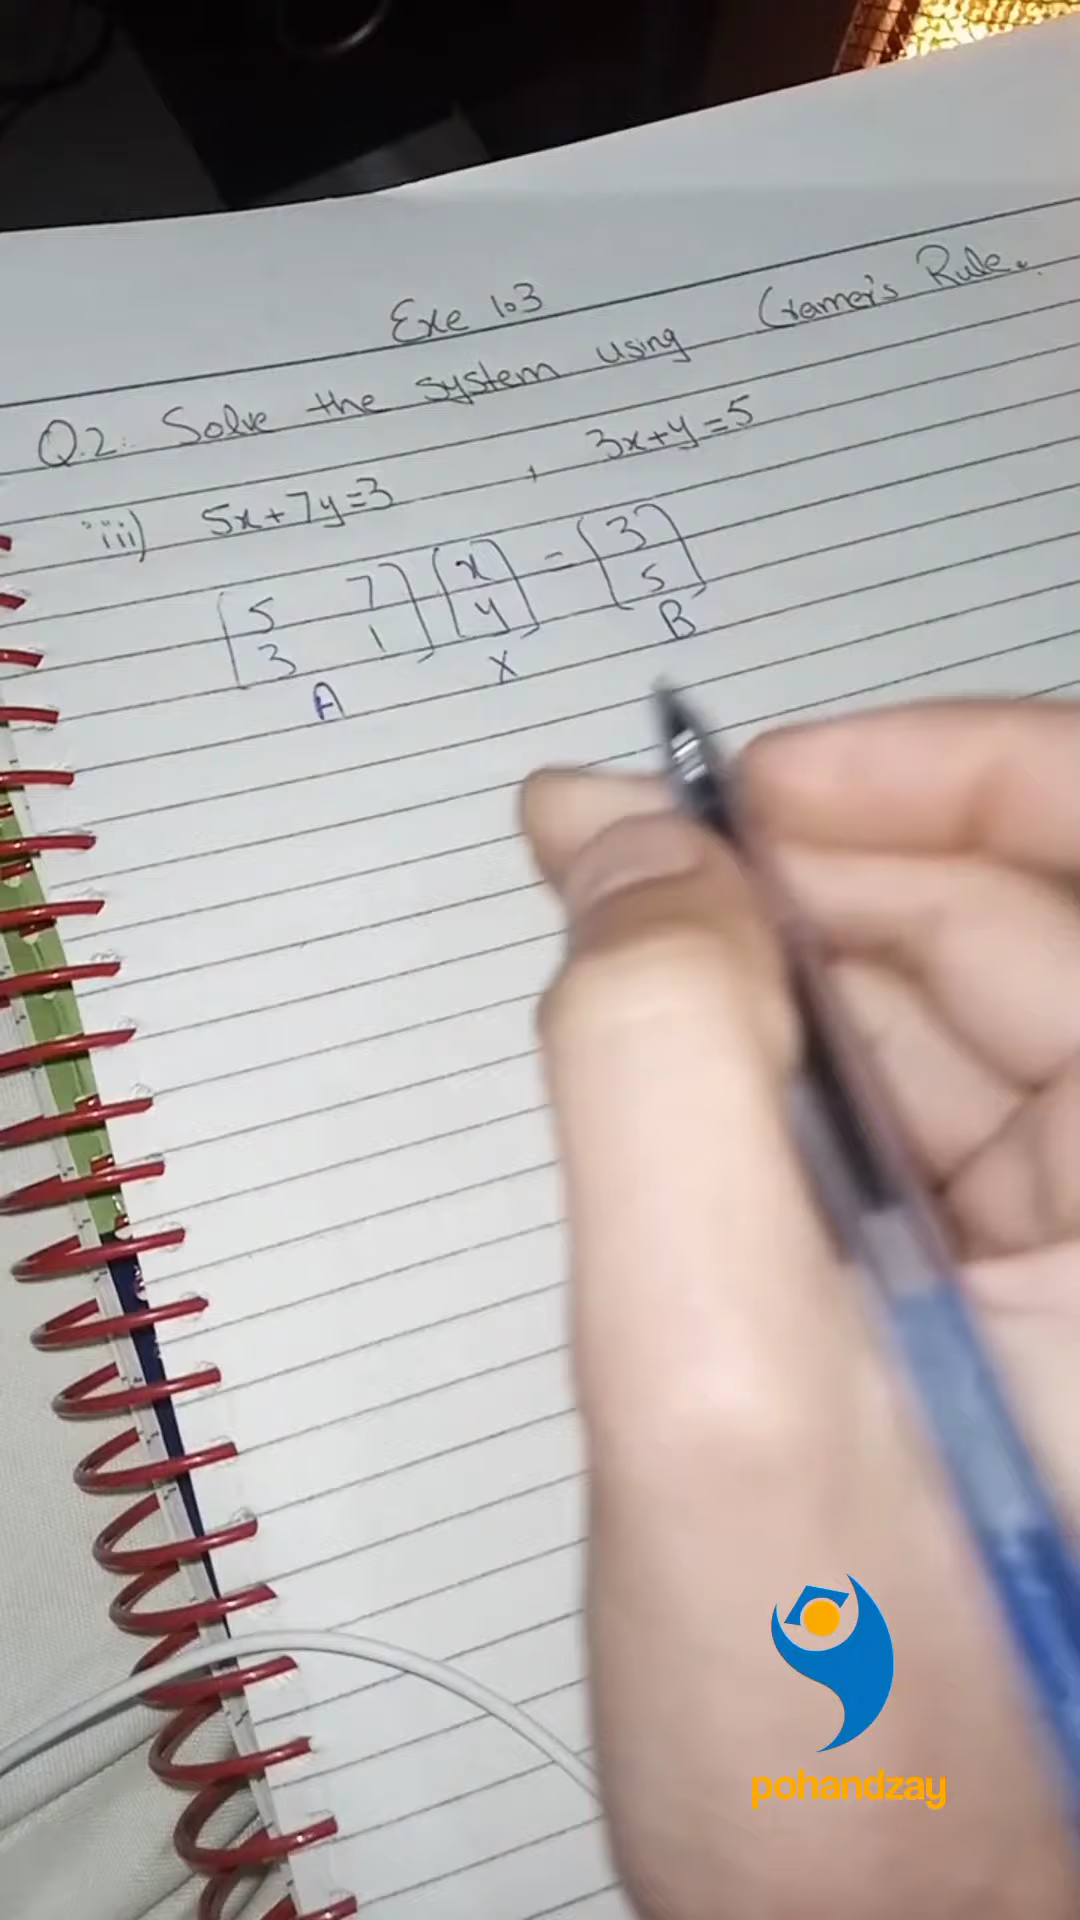 Exe 1.3
Q.2: Solve the system using Cramer's Rule.
iii) 5x+7y=3 , 3x+y=5
[5 7] [x] = [3]
[3 1] [y] [5]
A X B
pohandzay